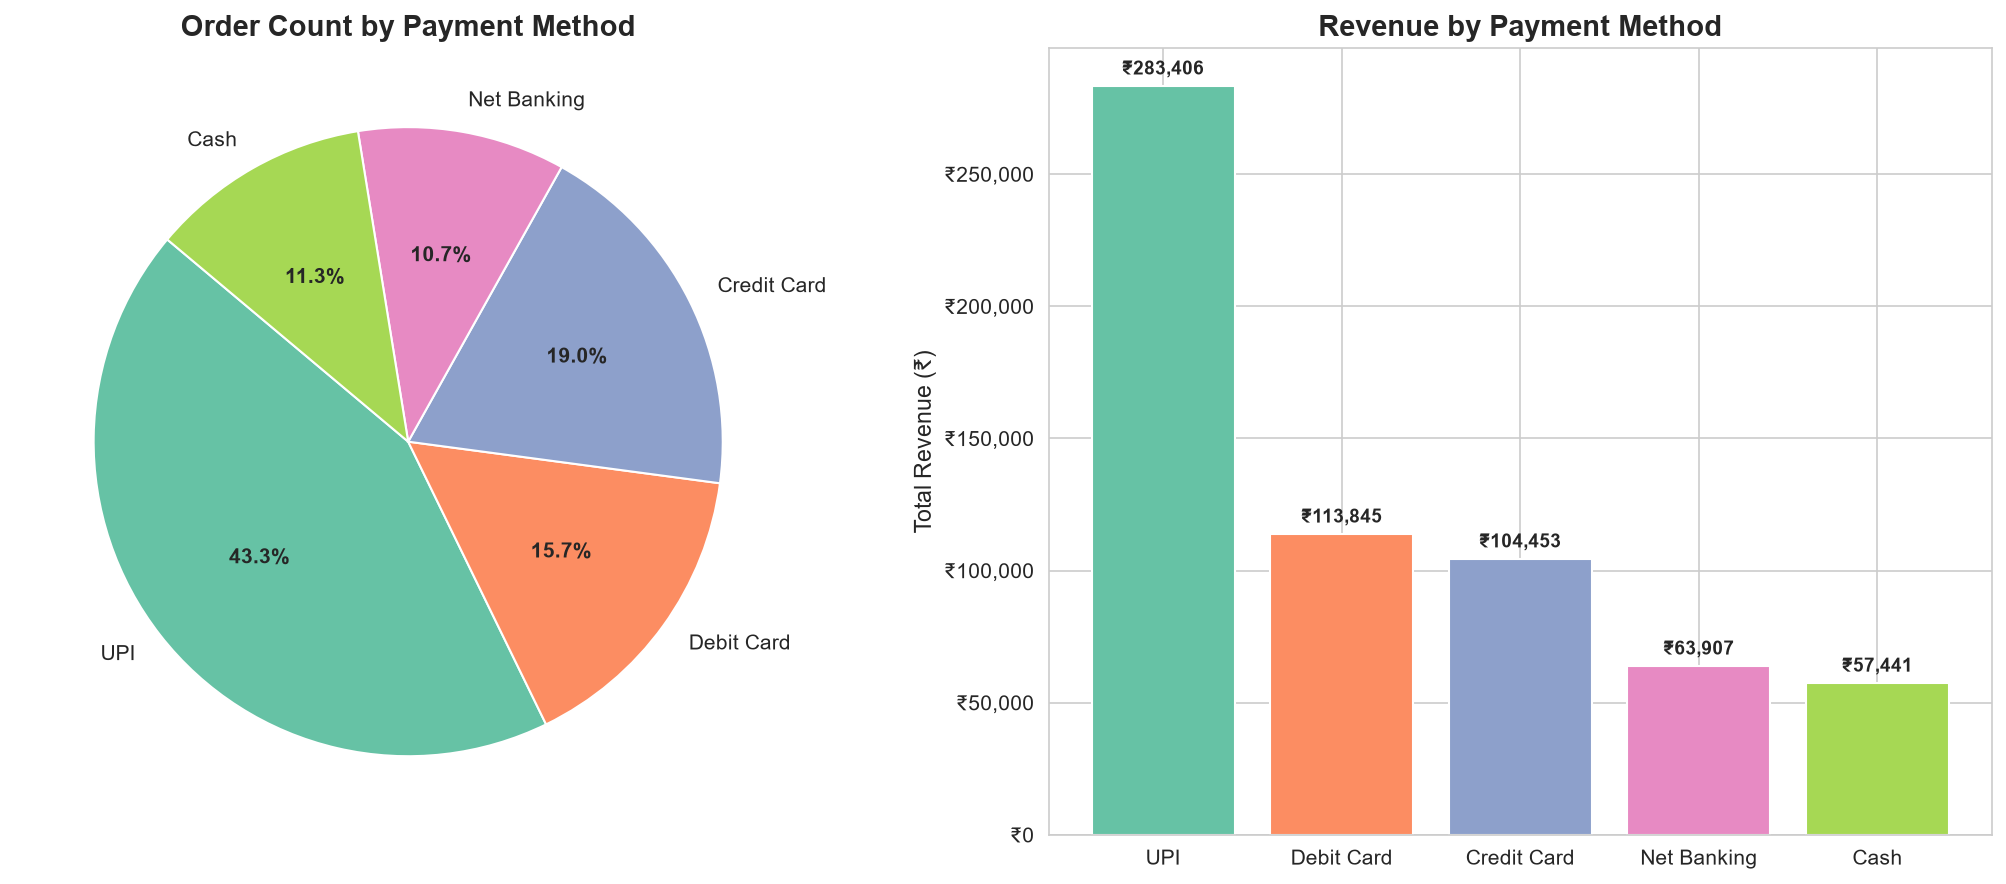 Order Count by Payment Method
Net Banking
Cash
10.7%
11.3%
Credit Card
19.0%
43.3%
15.7%
UPI
Debit Card
Revenue by Payment Method
₹283,406
₹250,000
₹200,000
₹150,000
₹100,000
₹50,000
₹0
Total Revenue (₹)
₹113,845
₹104,453
₹63,907
₹57,441
UPI
Debit Card
Credit Card
Net Banking
Cash